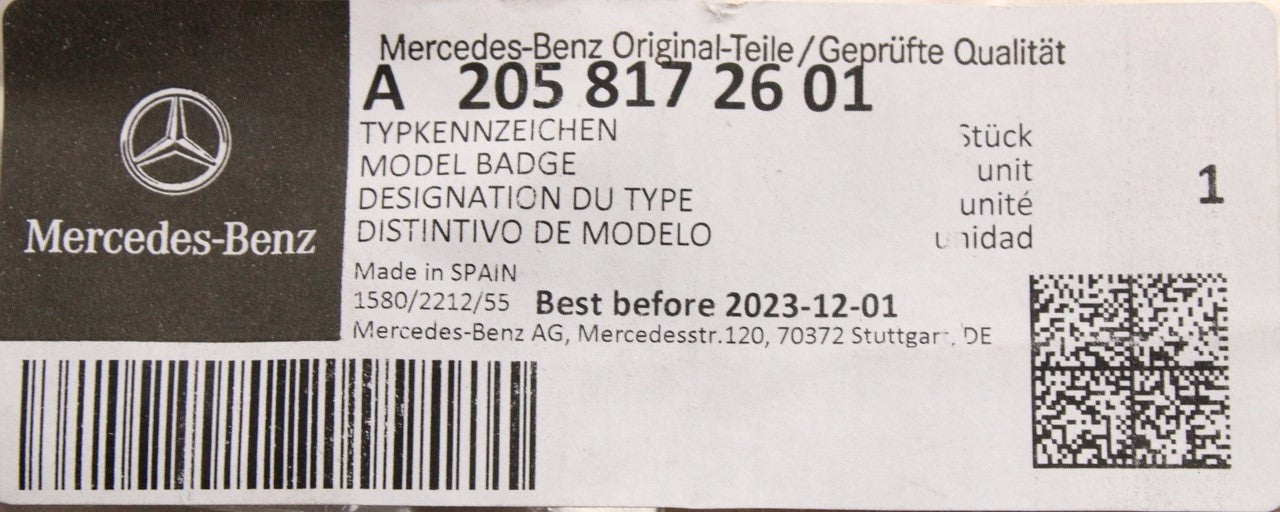 Mercedes-Benz
Mercedes-Benz Original-Teile/Geprüfte Qualität
A 205 817 26 01
TYPKENNZEICHEN
MODEL BADGE
DESIGNATION DU TYPE
DISTINTIVO DE MODELO
Stück
unit
unité
unidad
1
Made in SPAIN
1580/2212/55 Best before 2023-12-01
Mercedes-Benz AG, Mercedesstr.120, 70372 Stuttgart, DE